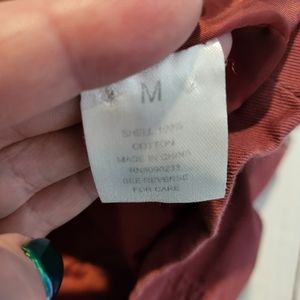 M
SHELL 100%
COTTON
MADE IN CHINA
SEE REVERSE
FOR CARE